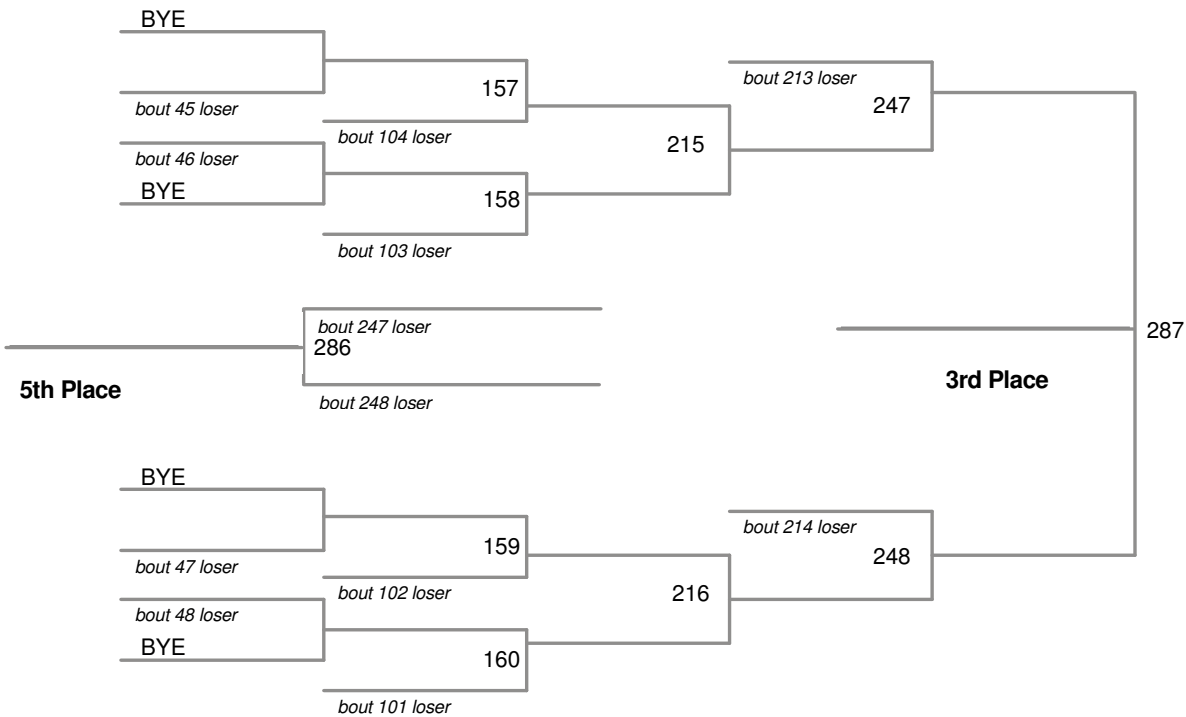 BYE
bout 45 loser
157
bout 104 loser
bout 46 loser
BYE
158
bout 103 loser
215
bout 213 loser
247
bout 247 loser
286
5th Place
bout 248 loser
287
3rd Place
BYE
bout 47 loser
159
bout 102 loser
bout 48 loser
BYE
160
bout 101 loser
216
bout 214 loser
248